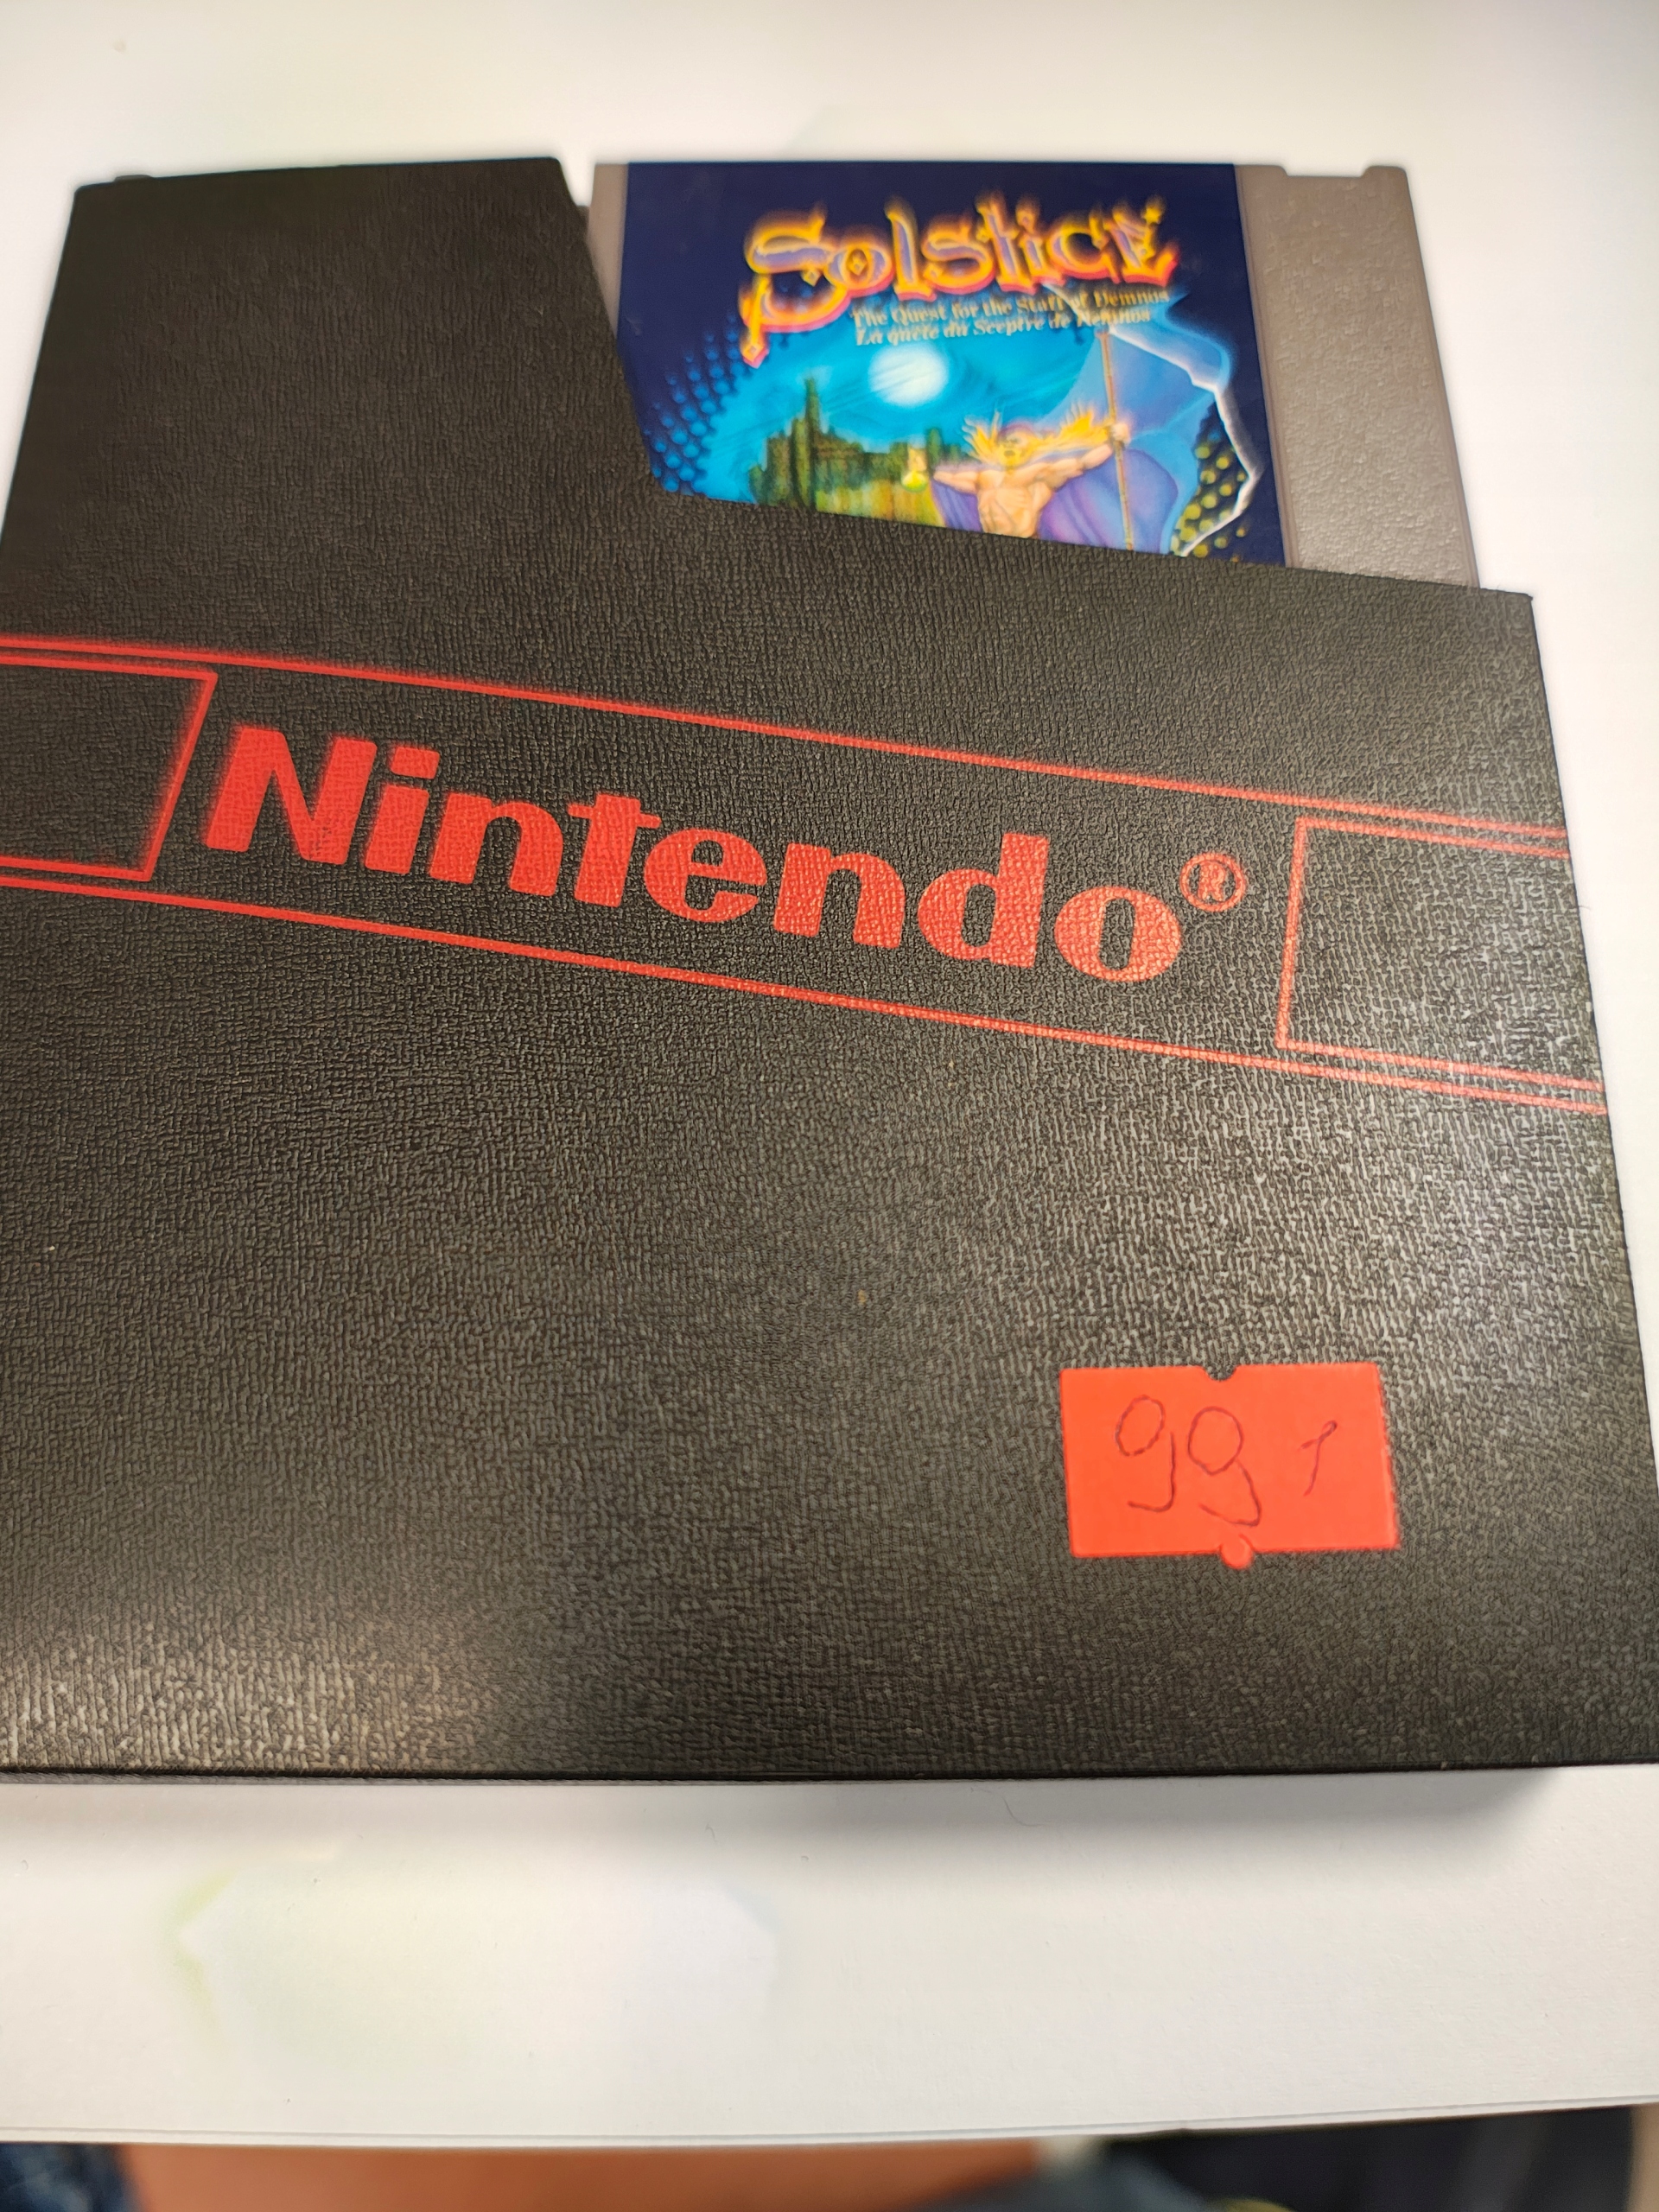 Solstice
The Quest for the Staff of Demnos
La quête du Sceptre de Demnos
Nintendo®
99